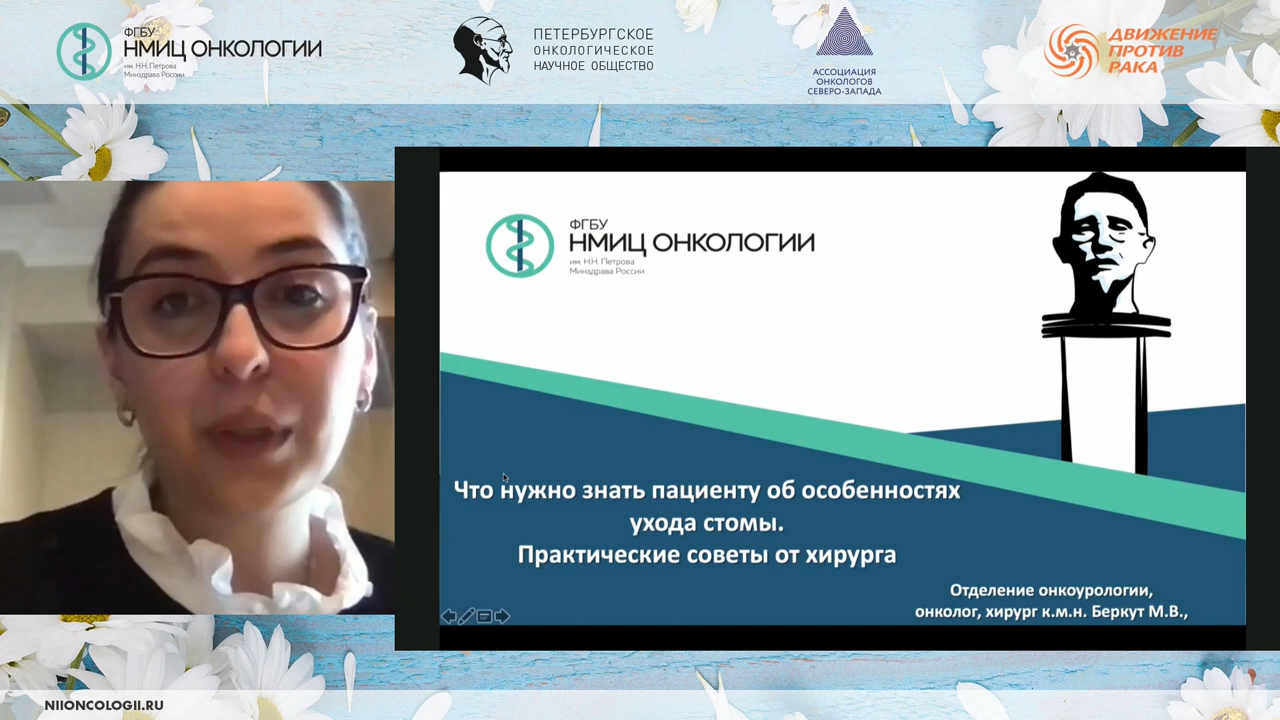 ФГБУ
НМИЦ ОНКОЛОГИИ
им. Н.Н. Петрова
Минздрава России
ПЕТЕРБУРГСКОЕ
ОНКОЛОГИЧЕСКОЕ
НАУЧНОЕ ОБЩЕСТВО
АССОЦИАЦИЯ
ОНКОЛОГОВ
СЕВЕРО-ЗАПАДА
ДВИЖЕНИЕ
ПРОТИВ
РАКА
ФГБУ
НМИЦ ОНКОЛОГИИ
им. Н.Н. Петрова
Минздрава России
Что нужно знать пациенту об особенностях
ухода стомы.
Практические советы от хирурга
Отделение онкоурологии,
онколог, хирург к.м.н. Беркут М.В.,
NIIONCOLOGII.RU